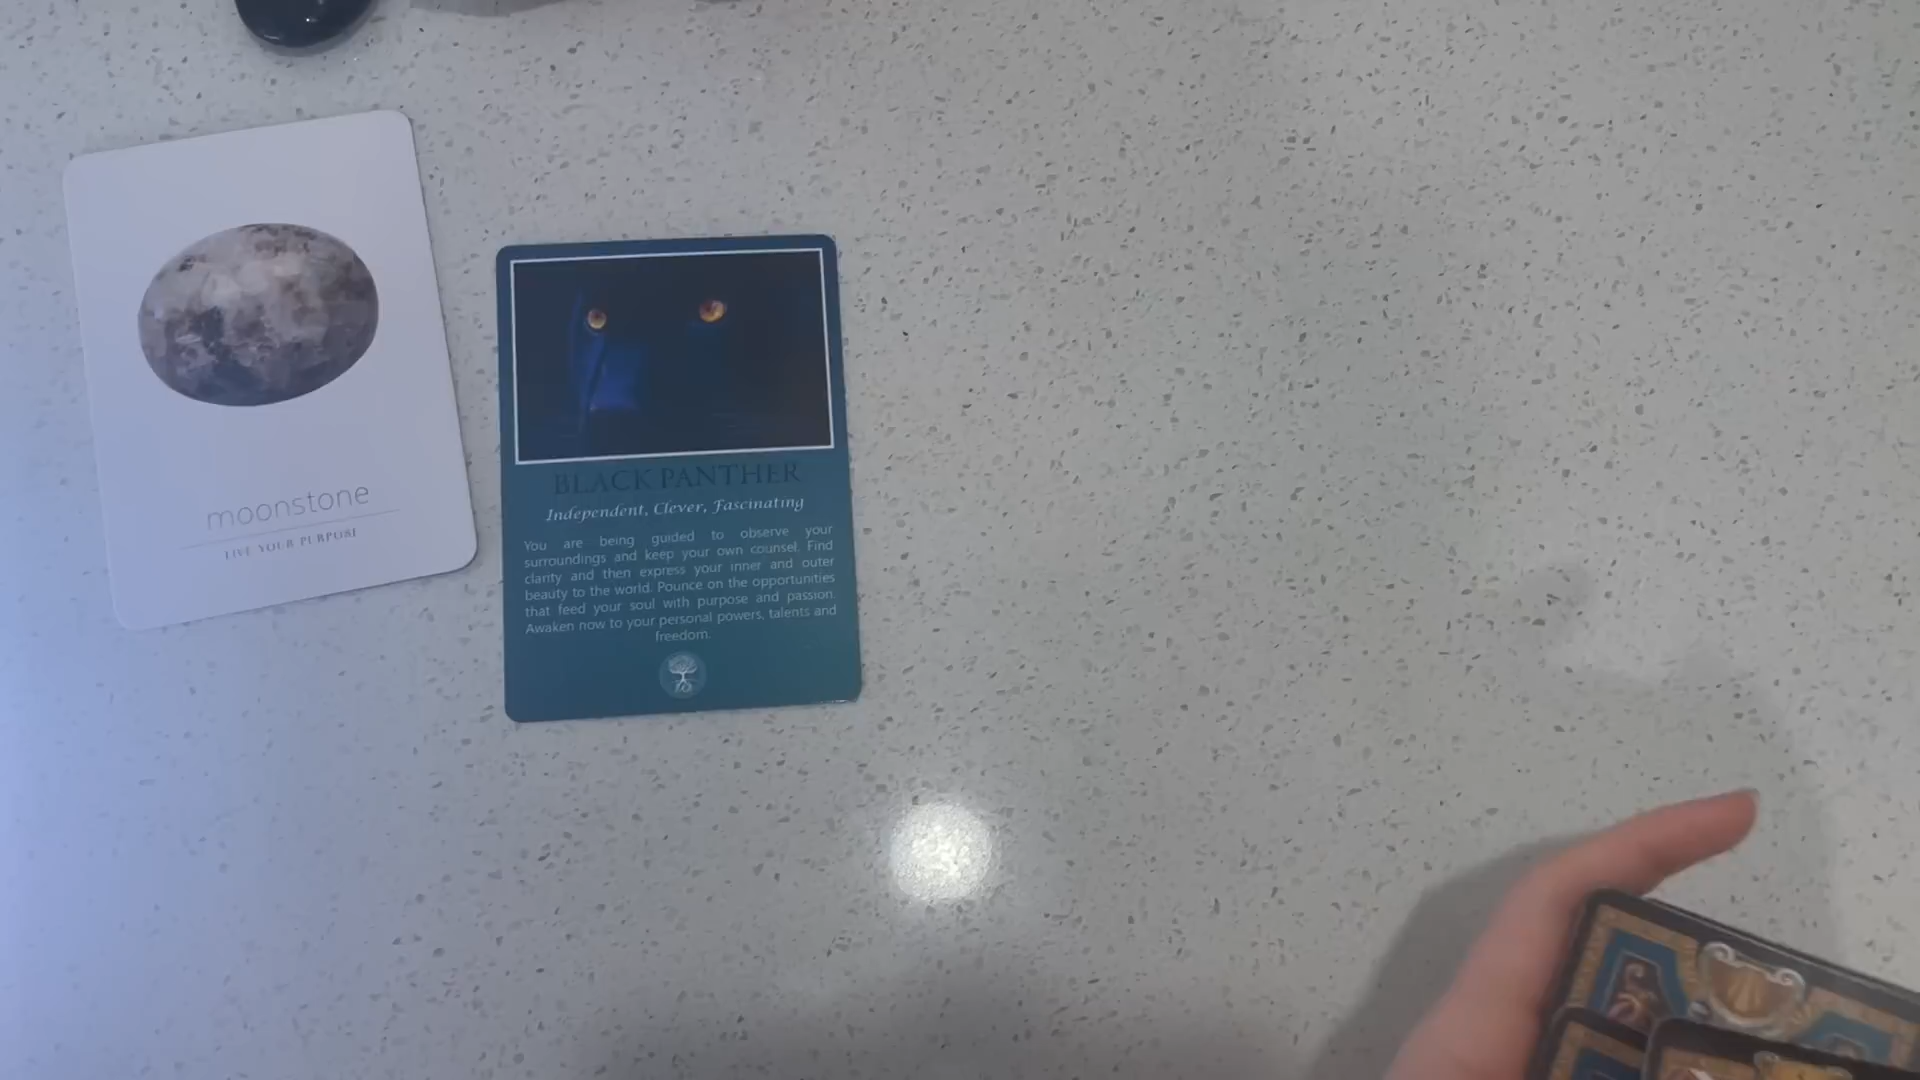 moonstone
LIVE YOUR PURPOSE
BLACK PANTHER
Independent, Clever, Fascinating
You are being guided to observe your
surroundings and keep your own counsel. Find
clarity and then express your inner and outer
beauty to the world. Pounce on the opportunities
that feed your soul with purpose and passion.
Awaken now to your personal powers, talents and
freedom.